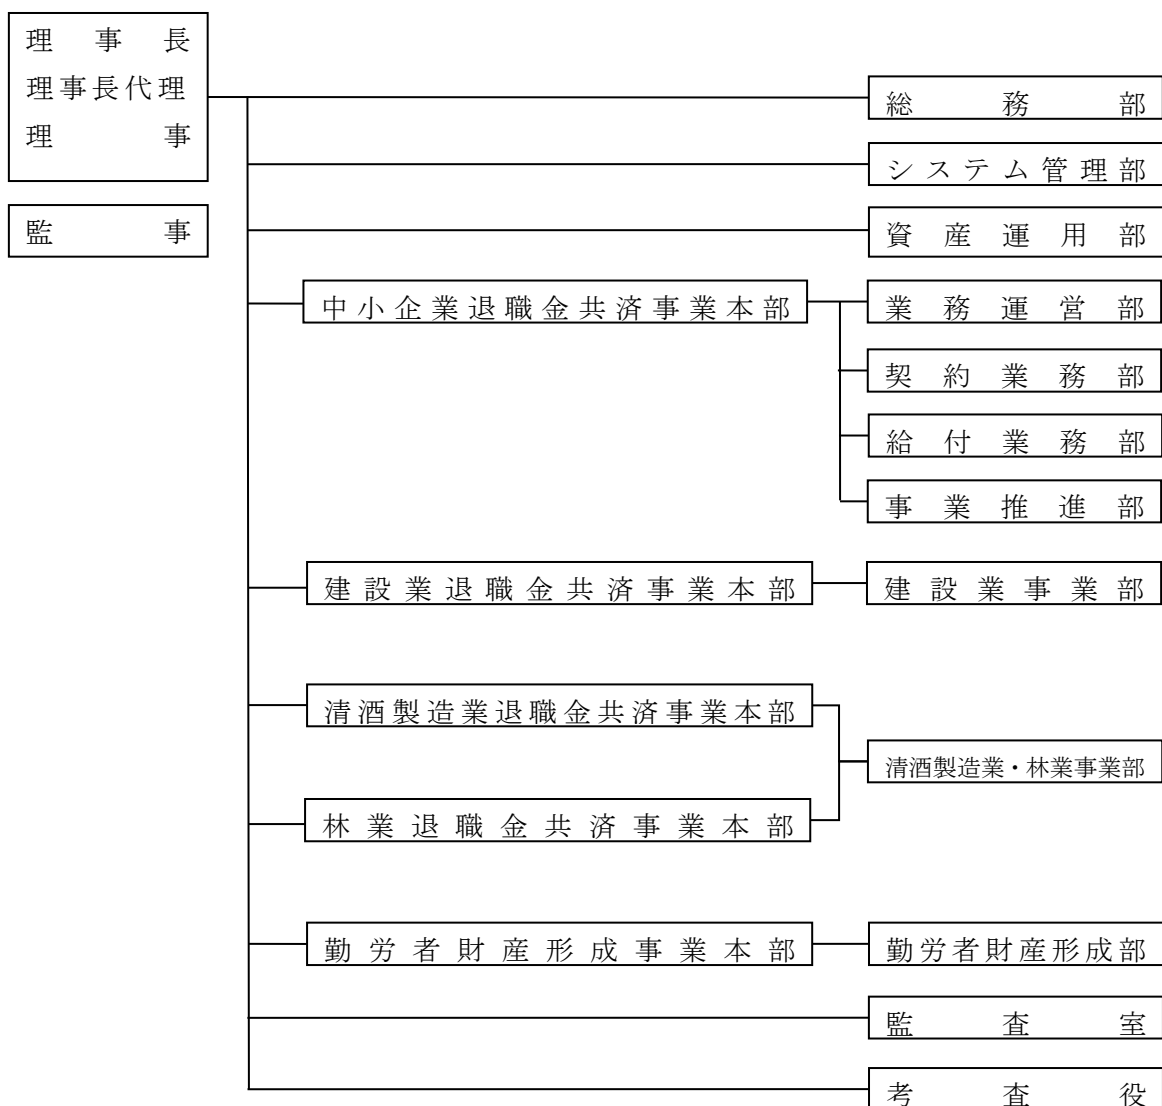 理事長
理事長代理
理事
監事
総務部
システム管理部
資産運用部
中小企業退職金共済事業本部
業務運営部
契約業務部
給付業務部
事業推進部
建設業退職金共済事業本部
建設業事業部
清酒製造業退職金共済事業本部
清酒製造業・林業事業部
林業退職金共済事業本部
勤労者財産形成事業本部
勤労者財産形成部
監査室
考査役